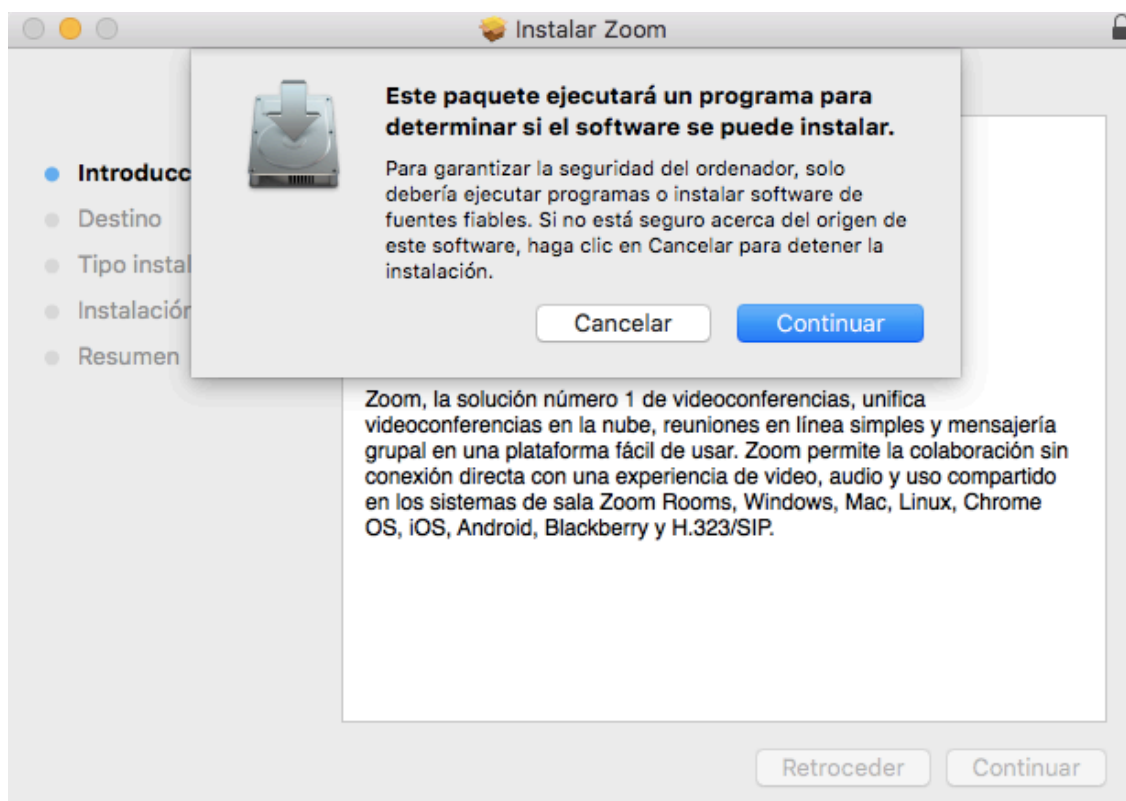 Instalar Zoom
Este paquete ejecutará un programa para
determinar si el software se puede instalar.
Para garantizar la seguridad del ordenador, solo
debería ejecutar programas o instalar software de
fuentes fiables. Si no está seguro acerca del origen de
este software, haga clic en Cancelar para detener la
instalación.
Cancelar
Continuar
Introducc
Destino
Tipo instal
Instalación
Resumen
Zoom, la solución número 1 de videoconferencias, unifica
videoconferencias en la nube, reuniones en línea simples y mensajería
grupal en una plataforma fácil de usar. Zoom permite la colaboración sin
conexión directa con una experiencia de video, audio y uso compartido
en los sistemas de sala Zoom Rooms, Windows, Mac, Linux, Chrome
OS, iOS, Android, Blackberry y H.323/SIP.
Retroceder
Continuar